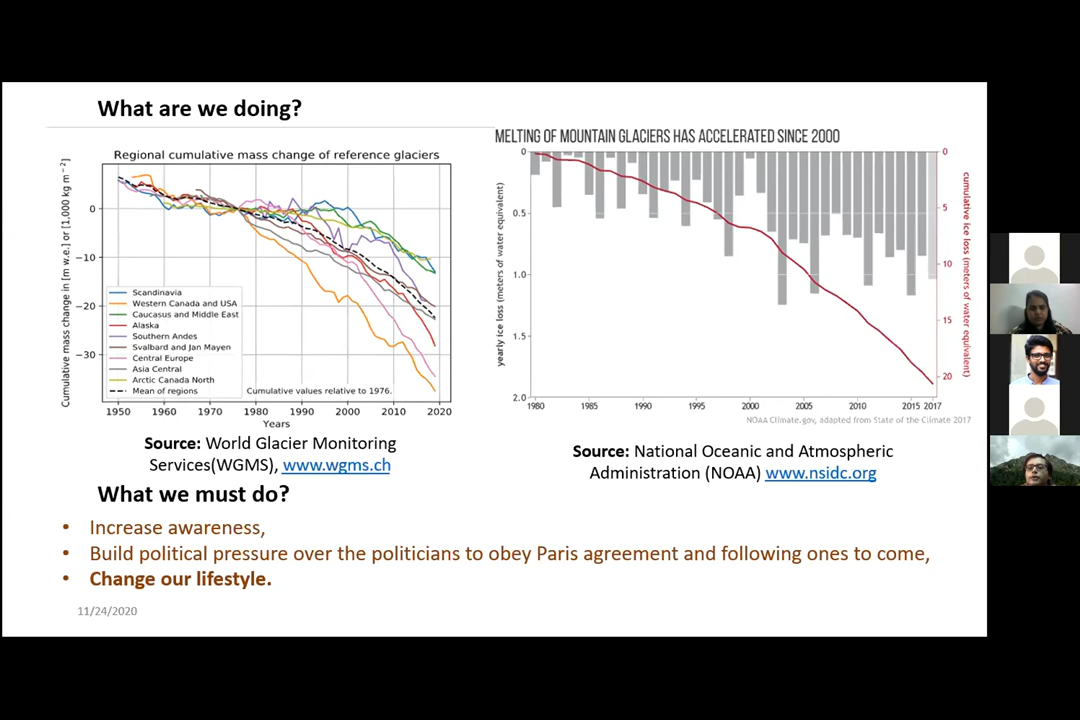 What are we doing?
Regional cumulative mass change of reference glaciers
Cumulative mass change in [m w.e.] or [1,000 kg m⁻²]
0
−10
−20
−30
Scandinavia
Western Canada and USA
Caucasus and Middle East
Alaska
Southern Andes
Svalbard and Jan Mayen
Central Europe
Asia Central
Arctic Canada North
Mean of regions
Cumulative values relative to 1976.
1950 1960 1970 1980 1990 2000 2010 2020
Years
Source: World Glacier Monitoring
Services(WGMS), www.wgms.ch
MELTING OF MOUNTAIN GLACIERS HAS ACCELERATED SINCE 2000
yearly ice loss (meters of water equivalent)
0
0.5
1.0
1.5
2.0
0
5
10
15
20
cumulative ice loss (meters of water equivalent)
1980 1985 1990 1995 2000 2005 2010 2015 2017
NOAA Climate.gov, adapted from State of the Climate 2017
Source: National Oceanic and Atmospheric
Administration (NOAA) www.nsidc.org
What we must do?
• Increase awareness,
• Build political pressure over the politicians to obey Paris agreement and following ones to come,
• Change our lifestyle.
11/24/2020